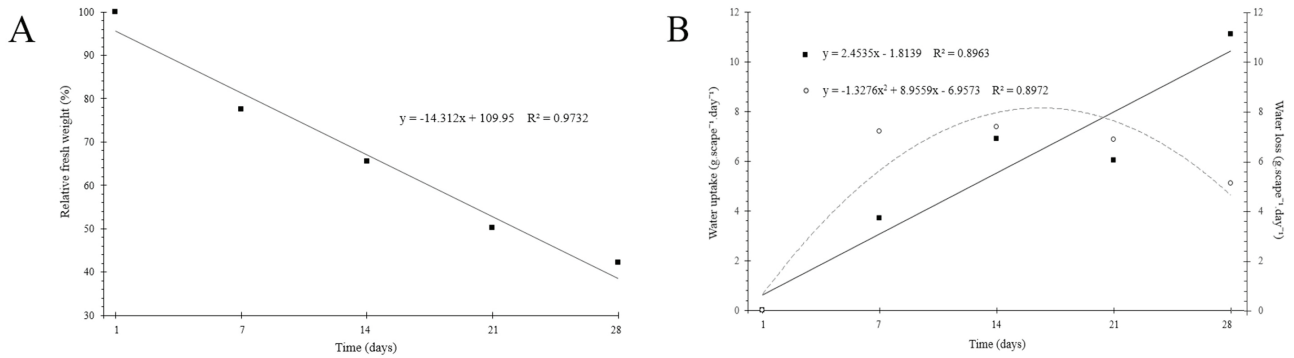 A
Relative fresh weight (%)
100
90
80
70
60
50
40
30
y = -14.312x + 109.95 R² = 0.9732
1 7 14 21 28
Time (days)
B
Water uptake (g.scape⁻¹.day⁻¹)
12
10
8
6
4
2
0
■ y = 2.4535x - 1.8139 R² = 0.8963
○ y = -1.3276x² + 8.9559x - 6.9573 R² = 0.8972
12
10
8
6
4
2
0
Water loss (g.scape⁻¹.day⁻¹)
1 7 14 21 28
Time (days)